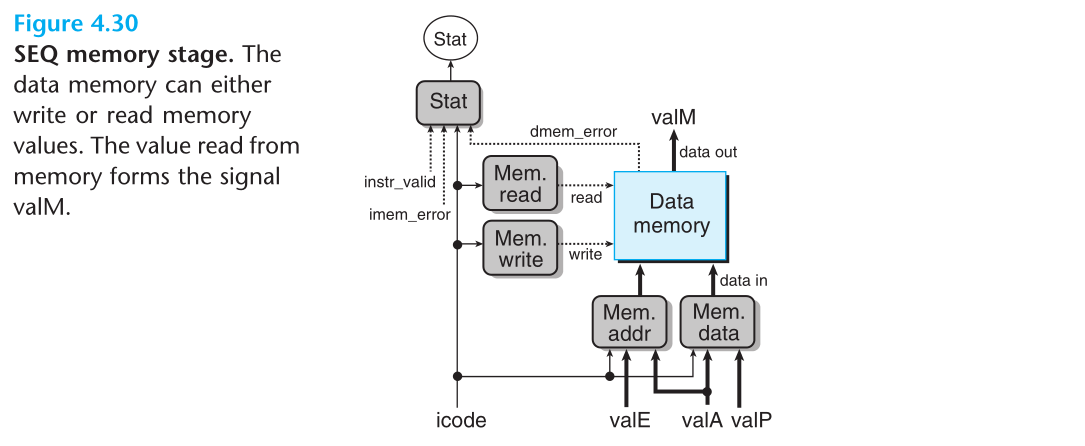 Figure 4.30
SEQ memory stage. The
data memory can either
write or read memory
values. The value read from
memory forms the signal
valM.
Stat
Stat
valM
dmem_error
data out
instr_valid
imem_error
Mem.
read
read
Data
memory
Mem.
write
write
data in
Mem.
addr
Mem.
data
icode
valE
valA
valP